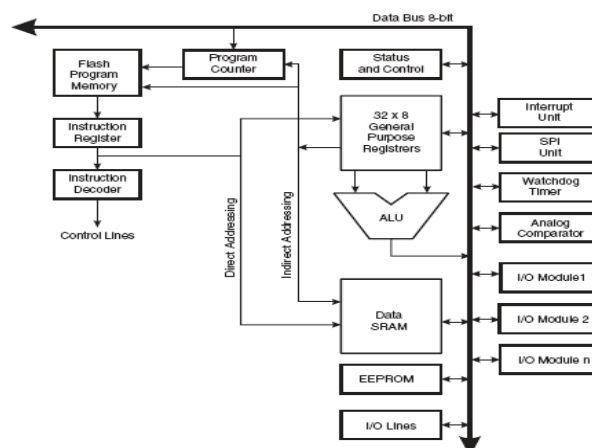 Data Bus 8-bit
Flash
Program
Memory
Program
Counter
Status
and Control
Instruction
Register
32 x 8
General
Purpose
Registrers
Interrupt
Unit
SPI
Unit
Instruction
Decoder
Watchdog
Timer
Control Lines
Direct Addressing
Indirect Addressing
ALU
Analog
Comparator
I/O Module1
Data
SRAM
I/O Module 2
I/O Module n
EEPROM
I/O Lines